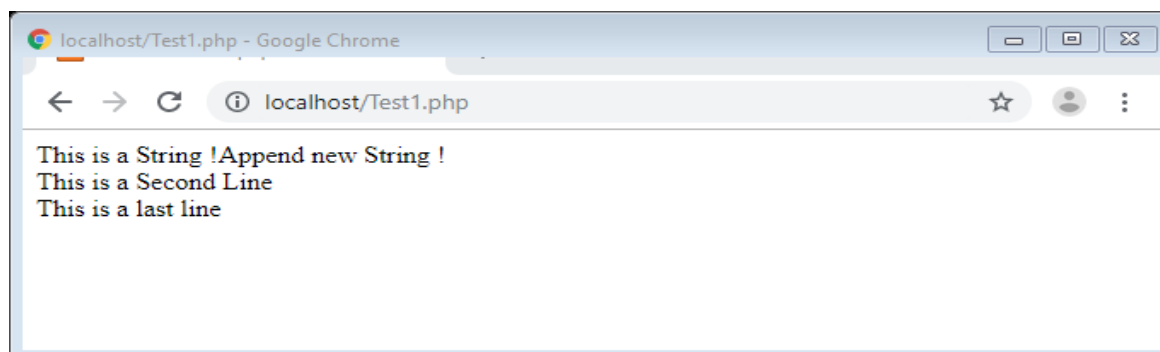 localhost/Test1.php - Google Chrome
localhost/Test1.php
This is a String !Append new String !
This is a Second Line
This is a last line